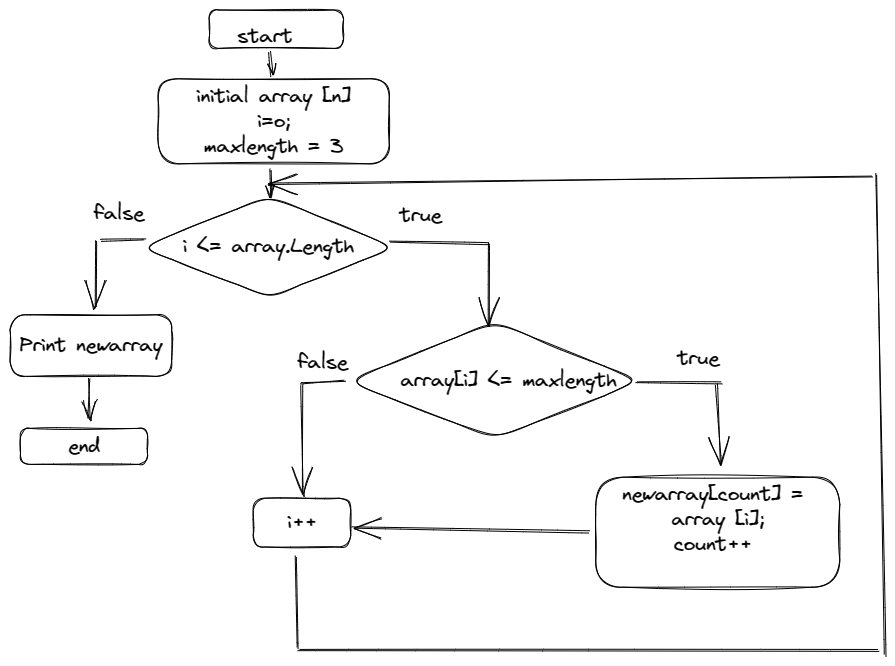 start
initial array [n]
i=0;
maxlength = 3
false
true
i <= array.Length
Print newarray
end
false
true
array[i] <= maxlength
newarray[count] =
array [i];
count++
i++